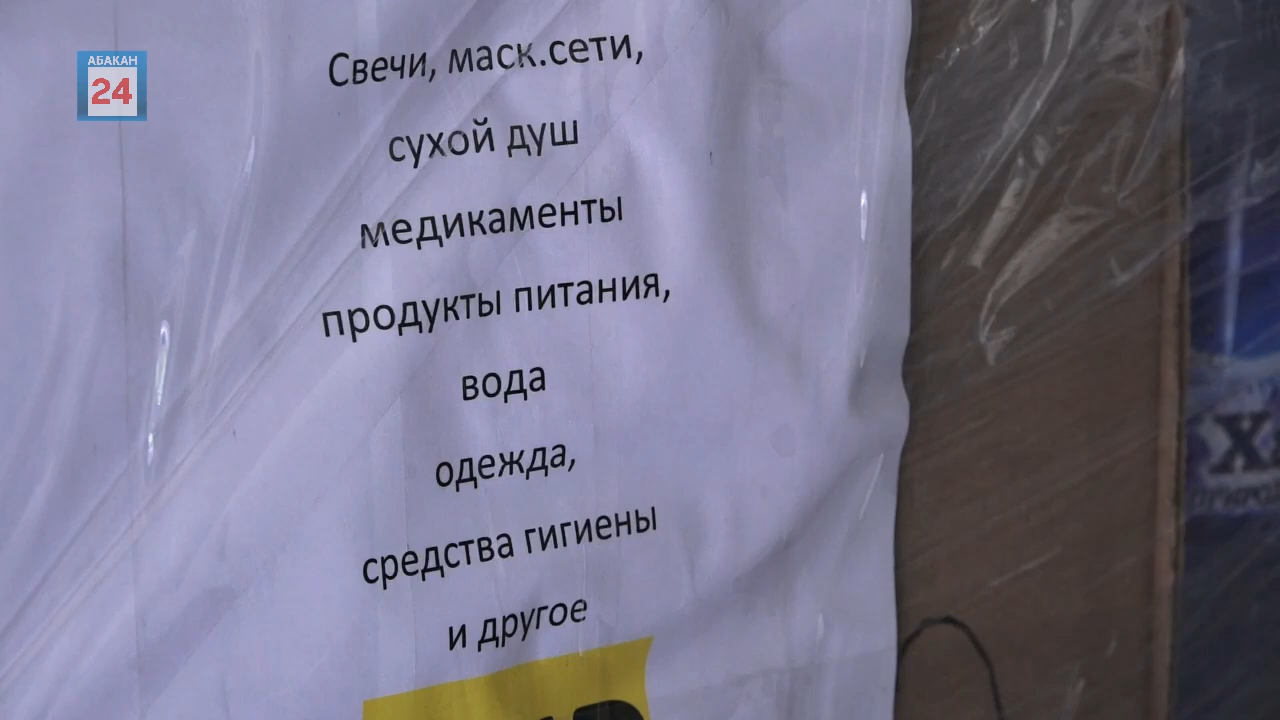 АБАКАН
24
Свечи, маск.сети,
сухой душ
медикаменты
продукты питания,
вода
одежда,
средства гигиены
и другое